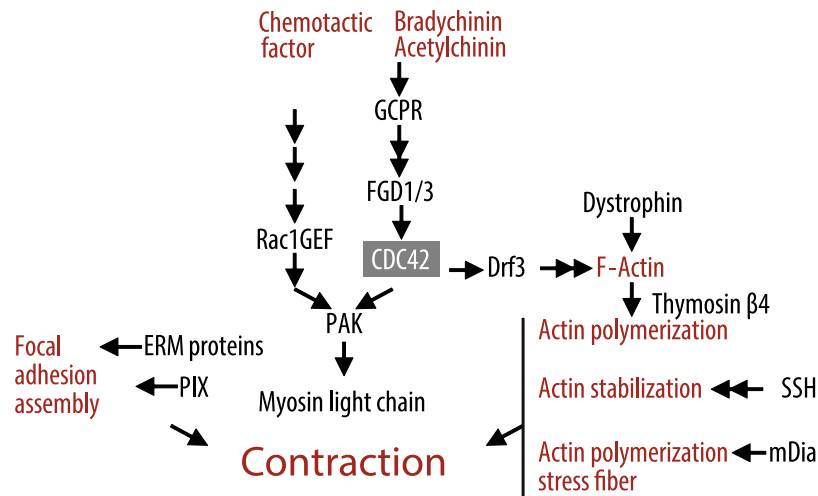 Chemotactic
factor
Bradychinin
Acetylchinin
GCPR
FGD1/3
Dystrophin
Rac1GEF
CDC42
Drf3
F-Actin
Thymosin β4
PAK
Actin polymerization
Focal
adhesion
assembly
ERM proteins
PIX
Myosin light chain
Actin stabilization
SSH
Contraction
Actin polymerization
stress fiber
mDia